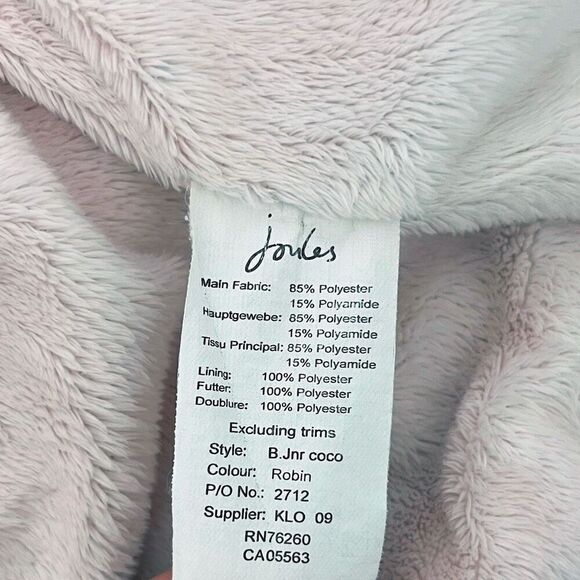 Joules
Main Fabric: 85% Polyester
15% Polyamide
Hauptgewebe: 85% Polyester
15% Polyamide
Tissu Principal: 85% Polyester
15% Polyamide
Lining: 100% Polyester
Futter: 100% Polyester
Doublure: 100% Polyester
Excluding trims
Style: B.Jnr coco
Colour: Robin
P/O No.: 2712
Supplier: KLO 09
RN76260
CA05563